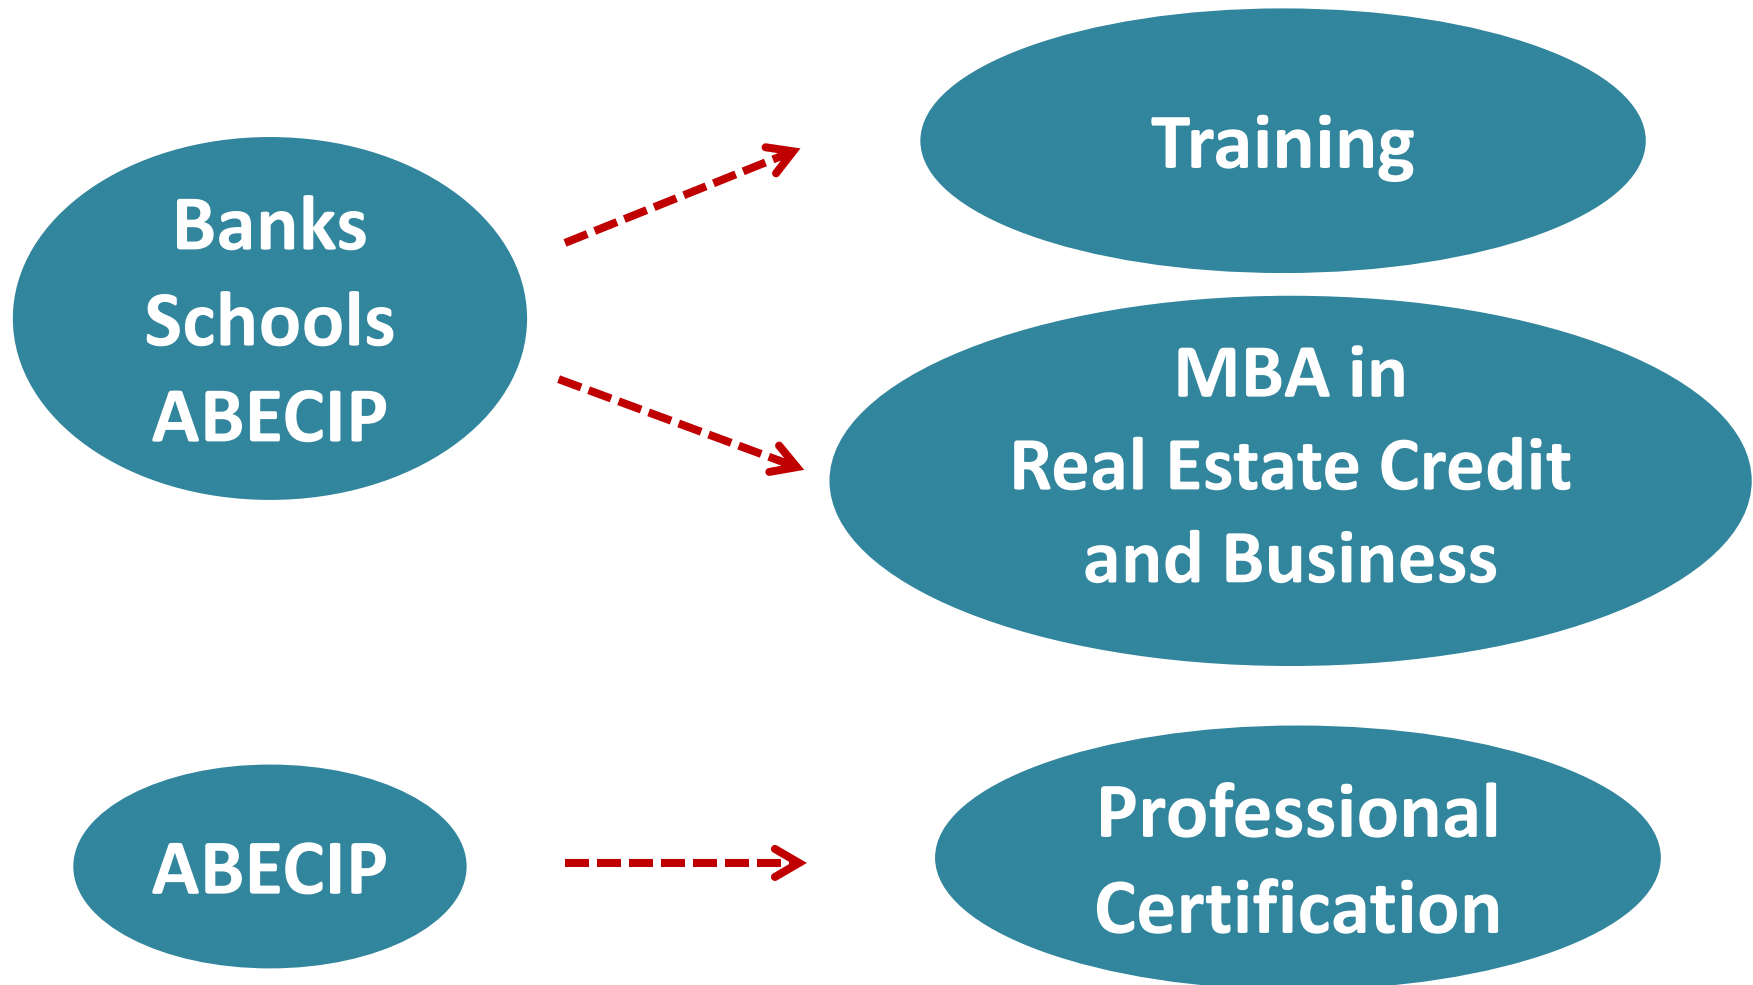 Banks
Schools
ABECIP
Training
MBA in
Real Estate Credit
and Business
ABECIP
Professional
Certification